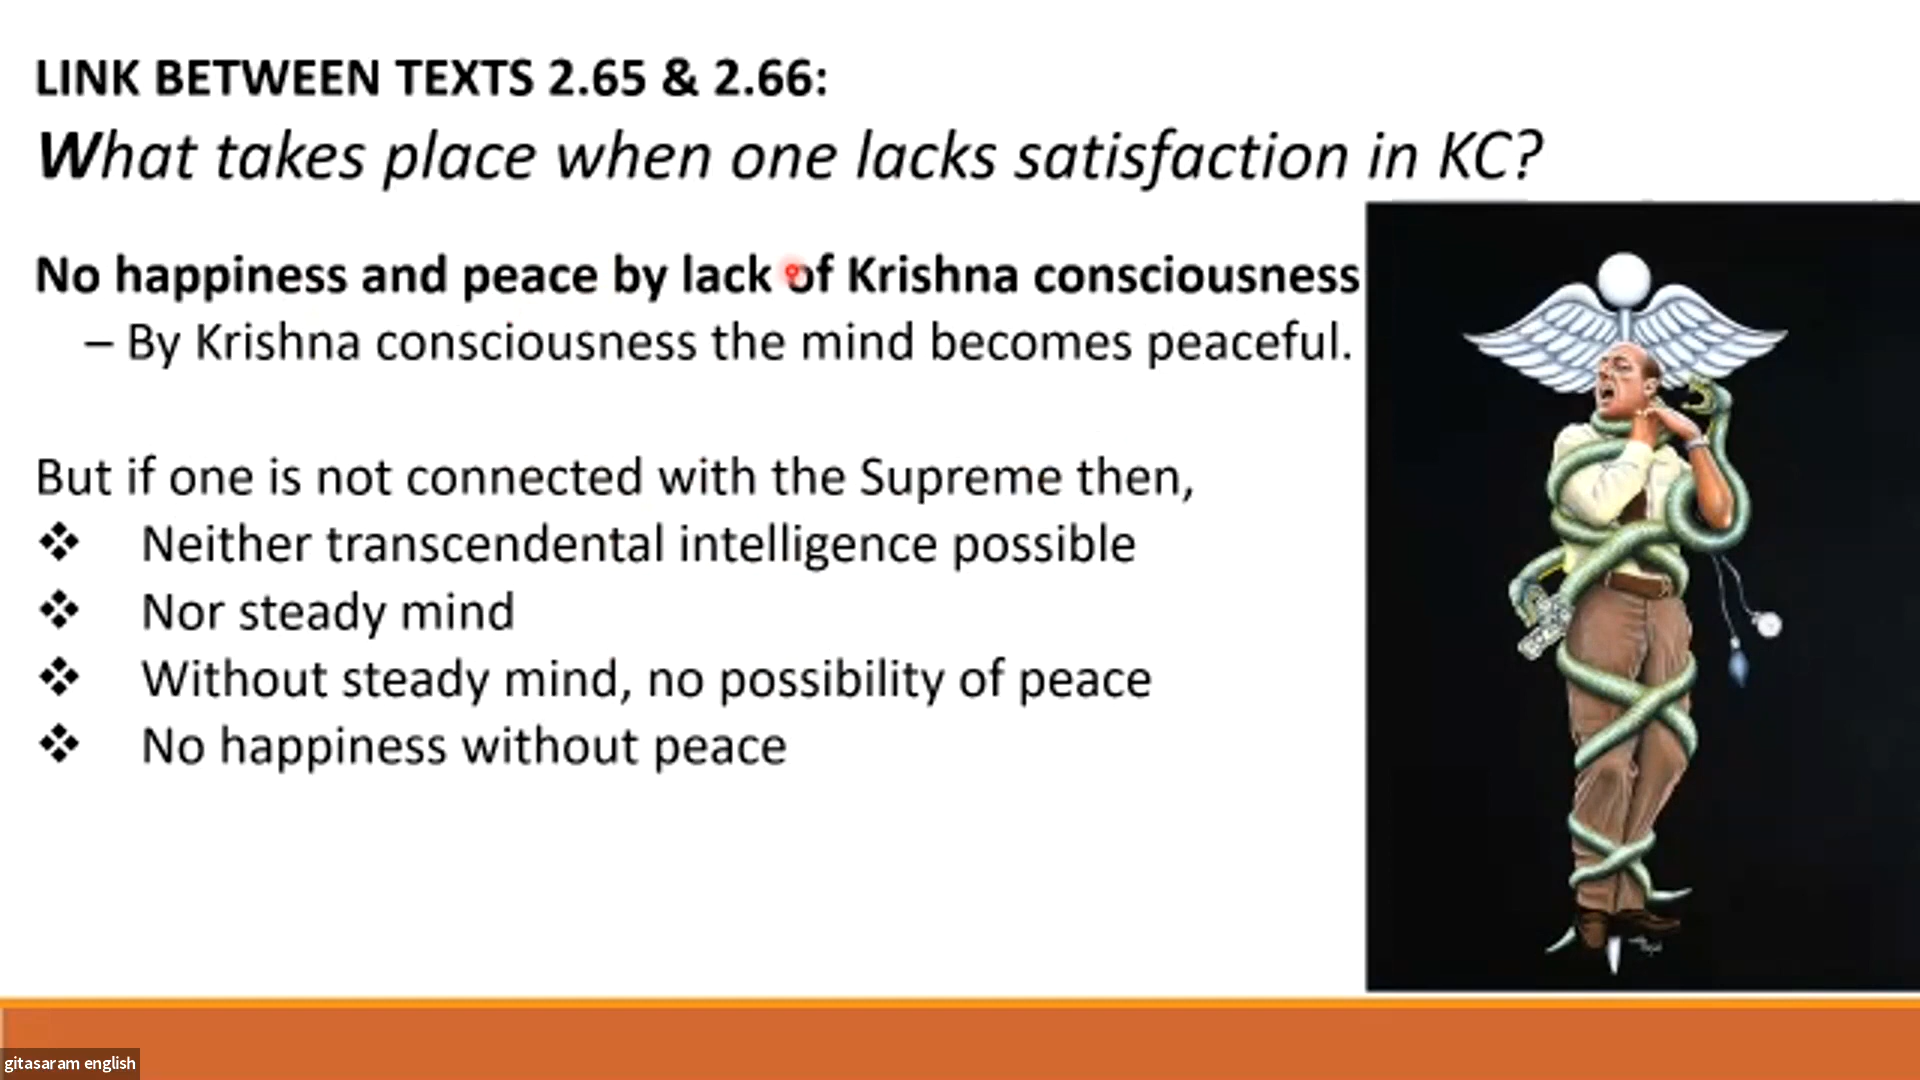 LINK BETWEEN TEXTS 2.65 & 2.66:
What takes place when one lacks satisfaction in KC?
No happiness and peace by lack of Krishna consciousness
– By Krishna consciousness the mind becomes peaceful.
But if one is not connected with the Supreme then,
❖ Neither transcendental intelligence possible
❖ Nor steady mind
❖ Without steady mind, no possibility of peace
❖ No happiness without peace
gitasaram english